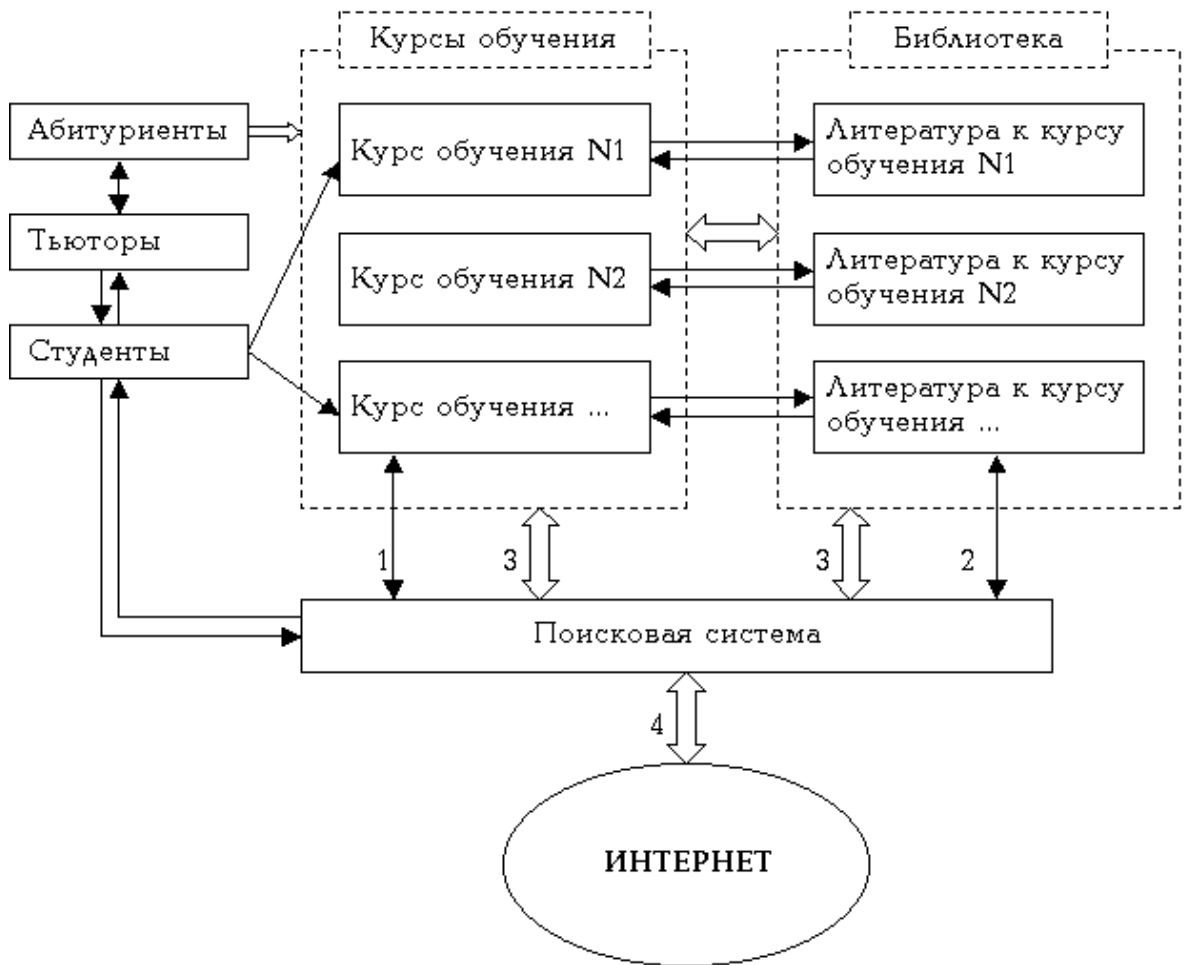 Курсы обучения
Библиотека
Абитуриенты
Тьюторы
Студенты
Курс обучения N1
Курс обучения N2
Курс обучения ...
Литература к курсу
обучения N1
Литература к курсу
обучения N2
Литература к курсу
обучения ...
1
3
3
2
Поисковая система
4
ИНТЕРНЕТ